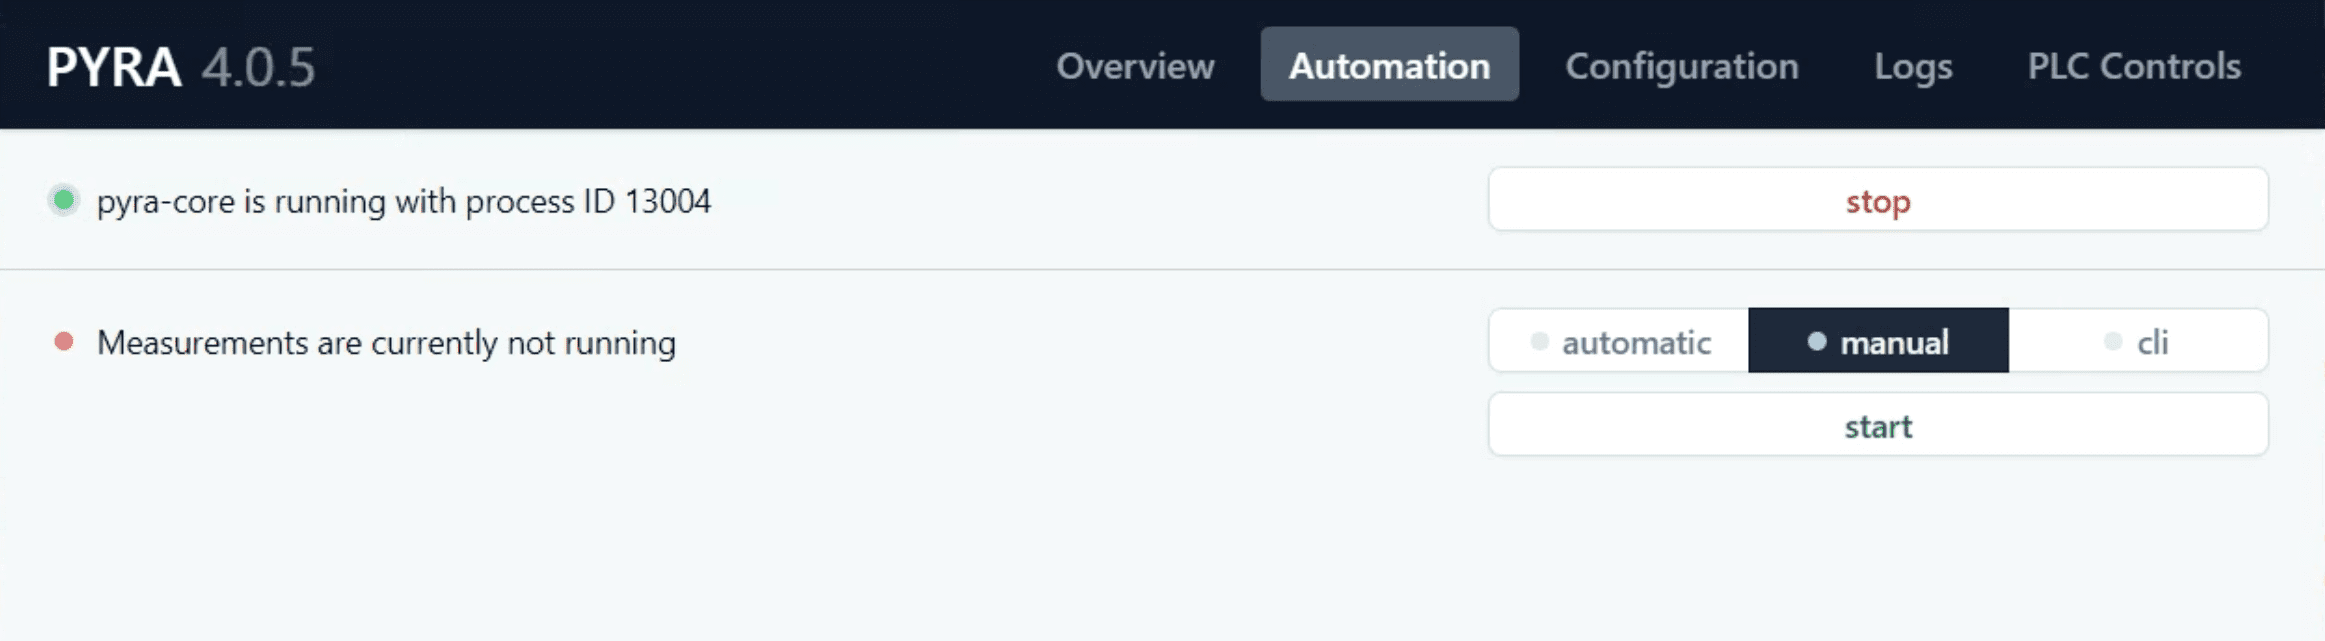 PYRA 4.0.5 Overview Automation Configuration Logs PLC Controls
pyra-core is running with process ID 13004 stop
Measurements are currently not running automatic manual cli
start